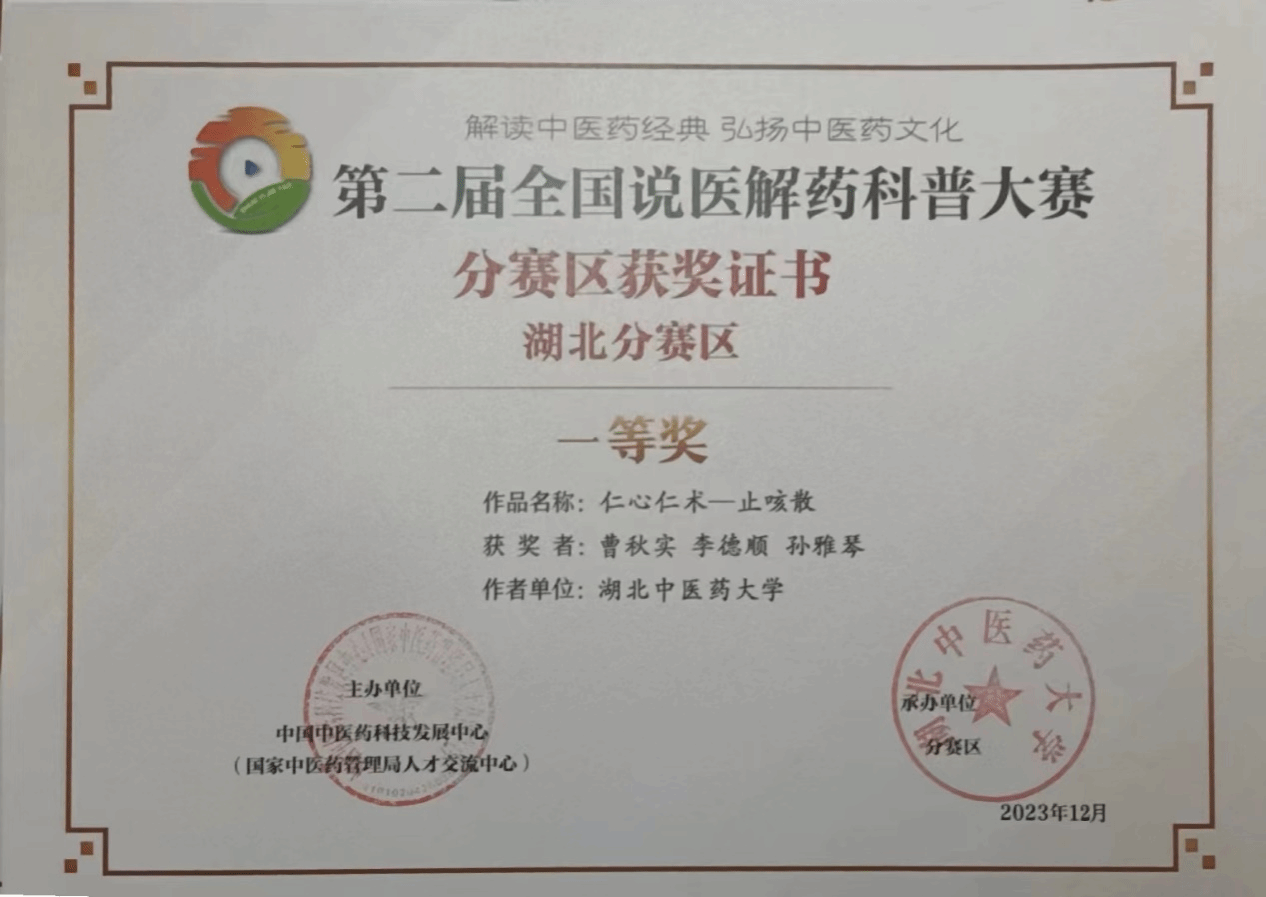 解读中医药经典 弘扬中医药文化
第二届全国说医解药科普大赛
分赛区获奖证书
湖北分赛区
一等奖
作品名称：仁心仁术—止咳散
获奖者：曹秋实 李德顺 孙雅琴
作者单位：湖北中医药大学
主办单位
中国中医药科技发展中心
（国家中医药管理局人才交流中心）
湖北中医药大学
承办单位
分赛区
2023年12月